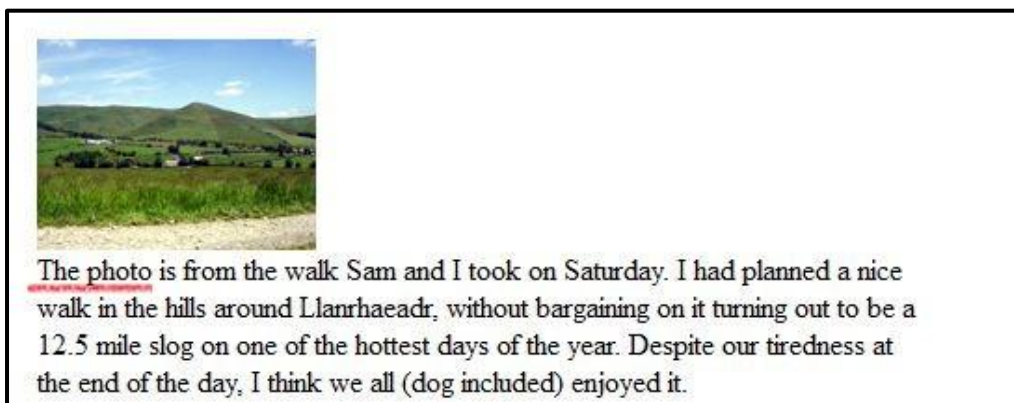 The photo is from the walk Sam and I took on Saturday. I had planned a nice
walk in the hills around Llanrhaeadr, without bargaining on it turning out to be a
12.5 mile slog on one of the hottest days of the year. Despite our tiredness at
the end of the day, I think we all (dog included) enjoyed it.